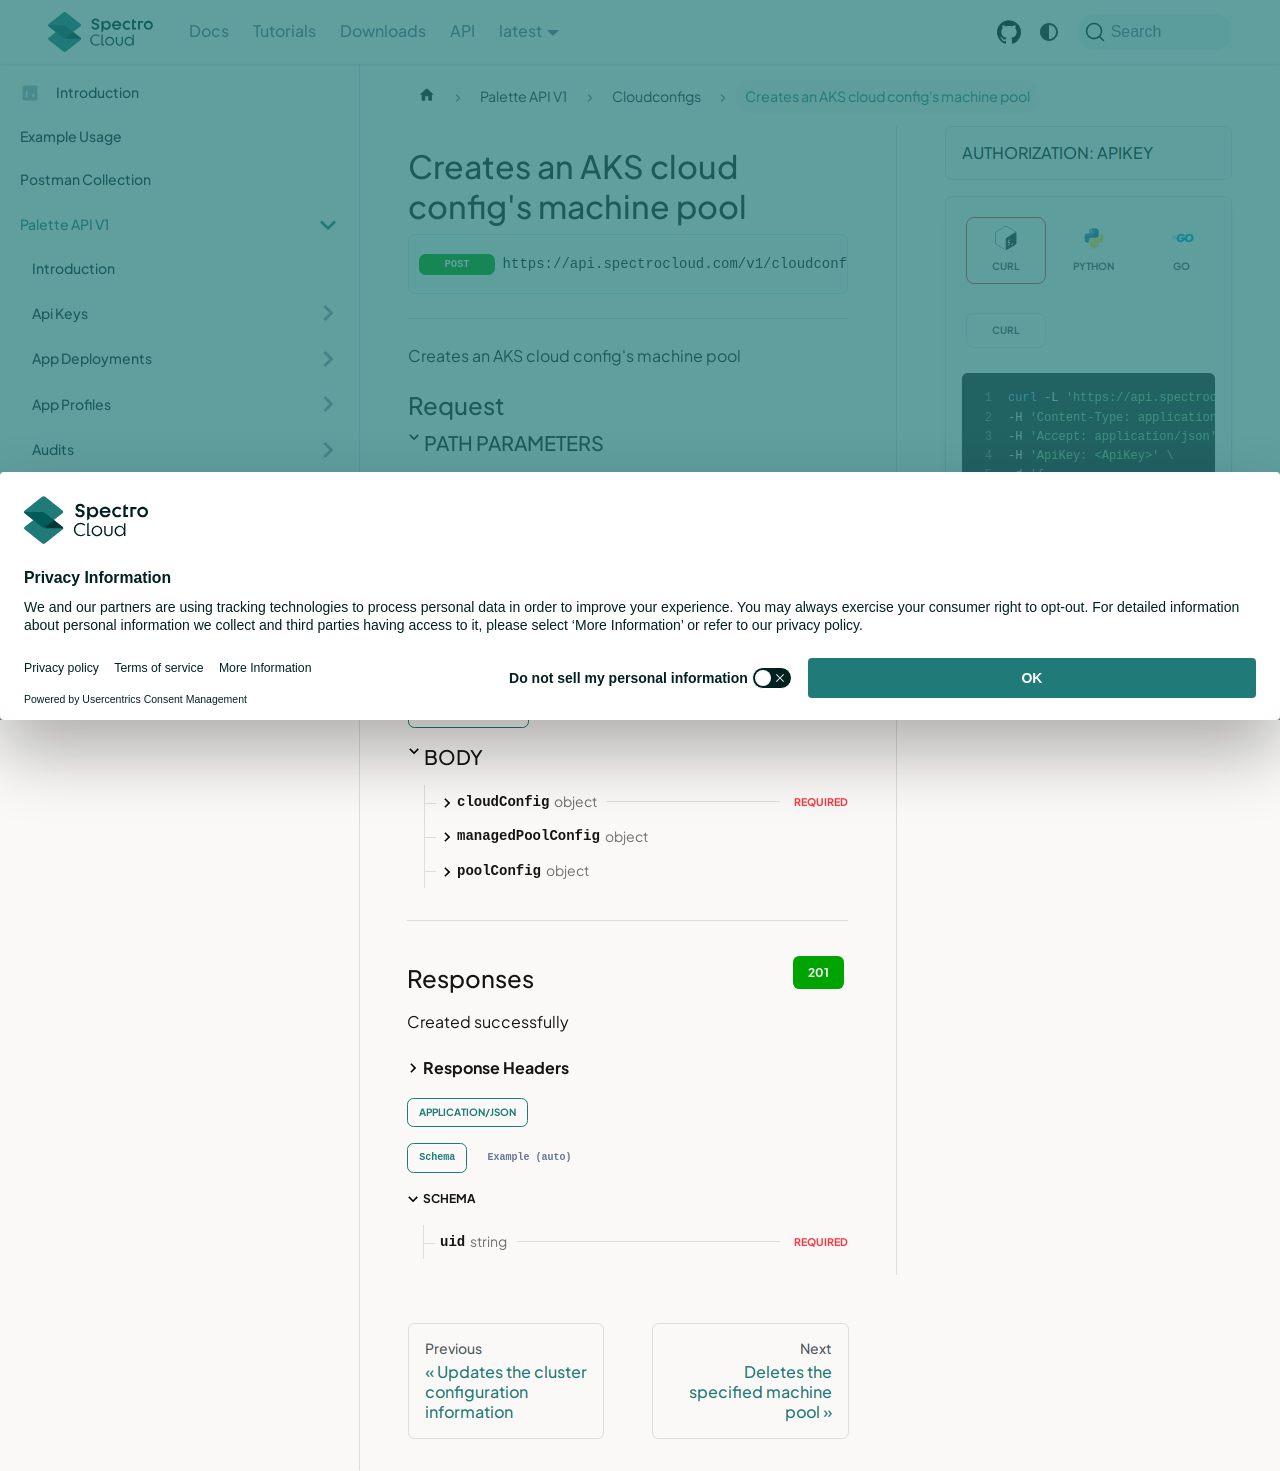 Spectro
Cloud
Docs
Tutorials
Downloads
API
latest
Search
Introduction
Example Usage
Postman Collection
Palette API V1
Introduction
Api Keys
App Deployments
App Profiles
Audits
Palette API V1
Cloudconfigs
Creates an AKS cloud config's machine pool
Creates an AKS cloud
config's machine pool
POST
https://api.spectrocloud.com/v1/cloudconf
Creates an AKS cloud config's machine pool
Request
PATH PARAMETERS
AUTHORIZATION: APIKEY
CURL
PYTHON
GO
CURL
1 curl -L 'https://api.spectroc
2 -H 'Content-Type: application
3 -H 'Accept: application/json'
4 -H 'ApiKey: <ApiKey>' \
Spectro
Cloud
Privacy Information
We and our partners are using tracking technologies to process personal data in order to improve your experience. You may always exercise your consumer right to opt-out. For detailed information
about personal information we collect and third parties having access to it, please select ‘More Information’ or refer to our privacy policy.
Privacy policy
Terms of service
More Information
Powered by Usercentrics Consent Management
Do not sell my personal information
OK
BODY
cloudConfig object
REQUIRED
managedPoolConfig object
poolConfig object
Responses
201
Created successfully
Response Headers
APPLICATION/JSON
Schema
Example (auto)
SCHEMA
uid string
REQUIRED
Previous
« Updates the cluster
configuration
information
Next
Deletes the
specified machine
pool »